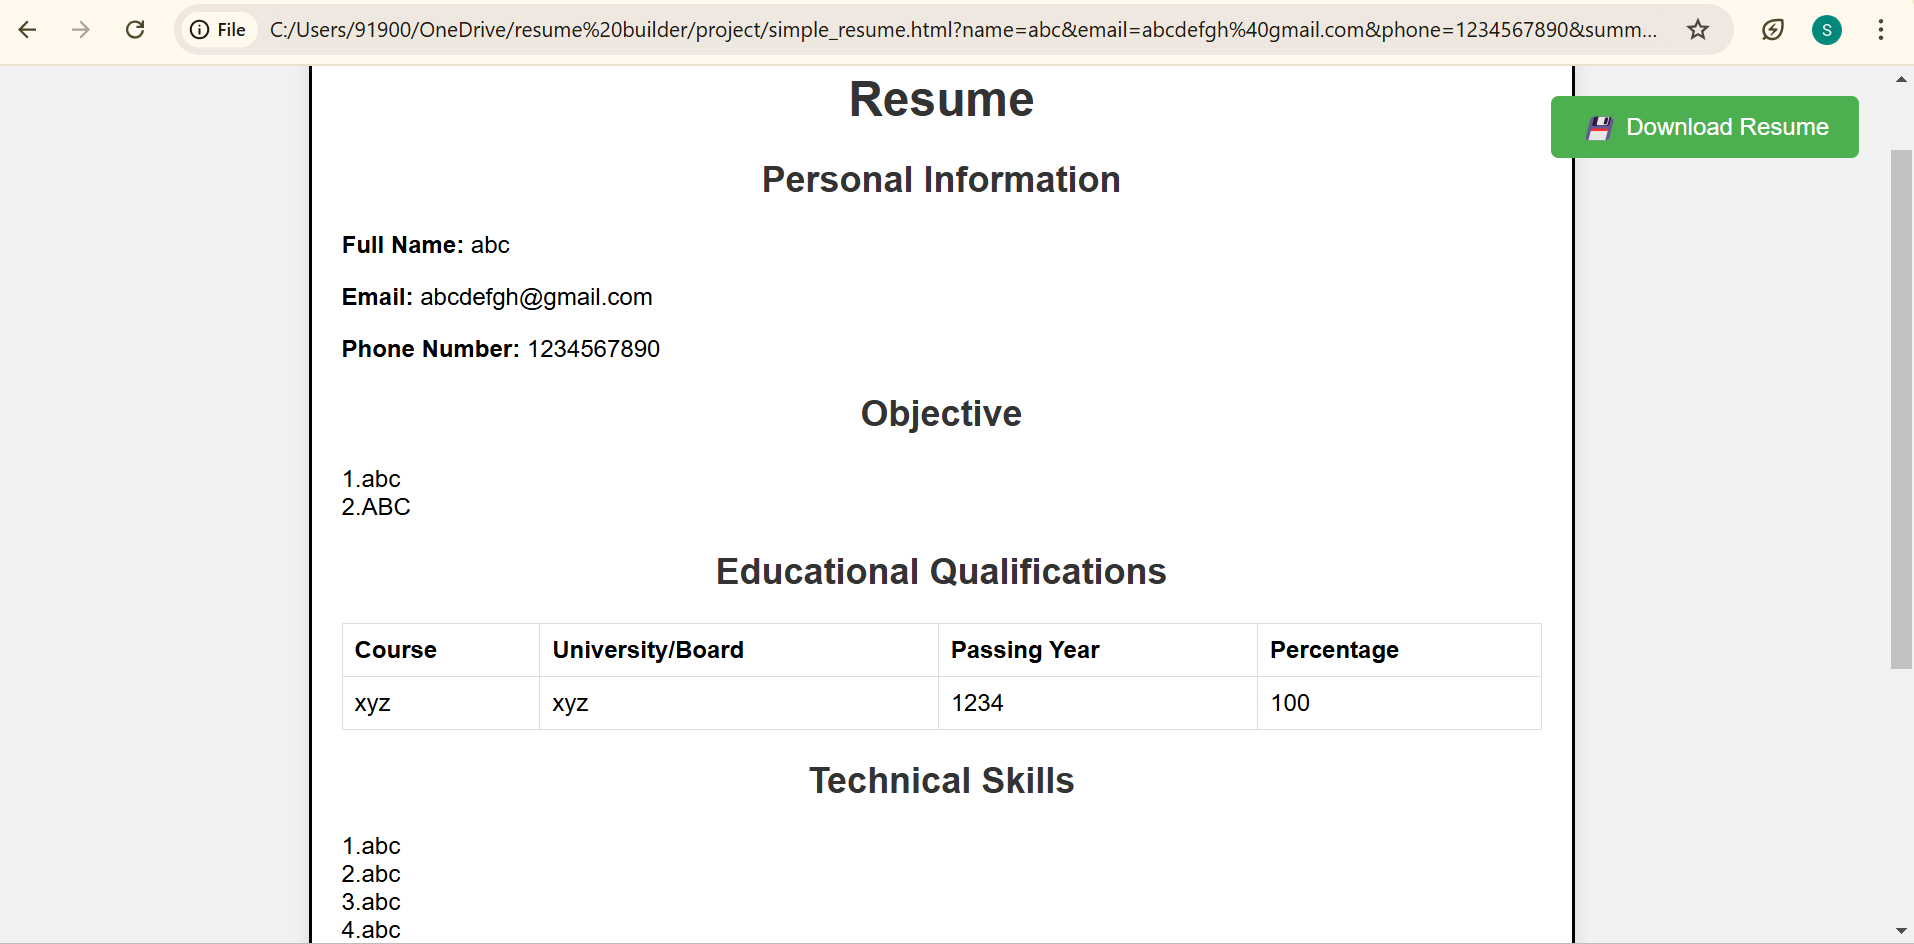 File C:/Users/91900/OneDrive/resume%20builder/project/simple_resume.html?name=abc&email=abcdefgh%40gmail.com&phone=1234567890&summ...
S
Resume
Download Resume
Personal Information
Full Name: abc
Email: abcdefgh@gmail.com
Phone Number: 1234567890
Objective
1.abc
2.ABC
Educational Qualifications
Course University/Board Passing Year Percentage
xyz xyz 1234 100
Technical Skills
1.abc
2.abc
3.abc
4.abc